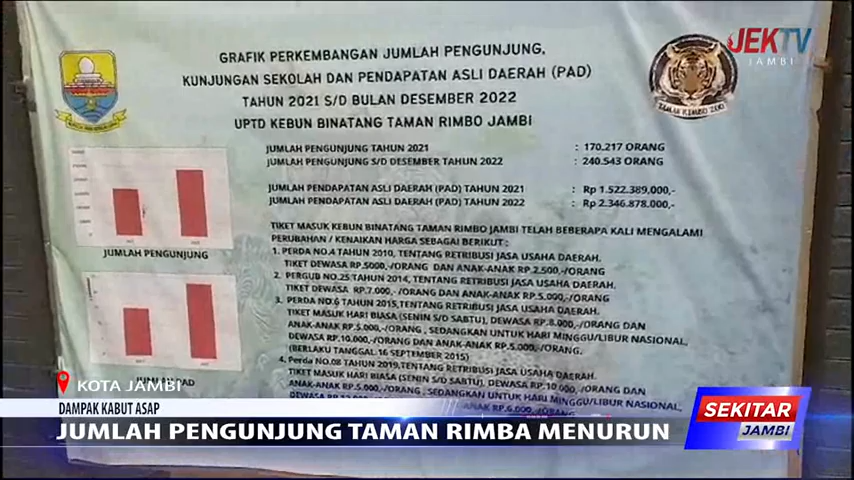 JEKTV
JAMBI
GRAFIK PERKEMBANGAN JUMLAH PENGUNJUNG,
KUNJUNGAN SEKOLAH DAN PENDAPATAN ASLI DAERAH (PAD)
TAHUN 2021 S/D BULAN DESEMBER 2022
UPTD KEBUN BINATANG TAMAN RIMBO JAMBI
TAMAN RIMBO ZOO
JUMLAH PENGUNJUNG TAHUN 2021 : 170.217 ORANG
JUMLAH PENGUNJUNG S/D DESEMBER TAHUN 2022 : 240.543 ORANG
JUMLAH PENDAPATAN ASLI DAERAH (PAD) TAHUN 2021 : Rp 1.522.389,000,-
JUMLAH PENDAPATAN ASLI DAERAH (PAD) TAHUN 2022 : Rp 2.346.878.000,-
JUMLAH PENGUNJUNG
TIKET MASUK KEBUN BINATANG TAMAN RIMBO JAMBI TELAH BEBERAPA KALI MENGALAMI
PERUBAHAN / KENAIKAN HARGA SEBAGAI BERIKUT :
1. PERDA NO.4 TAHUN 2010, TENTANG RETRIBUSI JASA USAHA DAERAH.
TIKET DEWASA RP.5000,-/ORANG DAN ANAK-ANAK RP.2.500,-/ORANG
2. PERGUB NO.25 TAHUN 2014, TENTANG RETRIBUSI JASA USAHA DAERAH.
TIKET DEWASA RP.7.000,-/ORANG DAN ANAK-ANAK RP.5.000,-/ORANG
3. PERDA NO.6 TAHUN 2015,TENTANG RETRIBUSI JASA USAHA DAERAH.
TIKET MASUK HARI BIASA (SENIN S/D SABTU), DEWASA RP.8.000,-/ORANG DAN
ANAK-ANAK RP.5.000,-/ORANG , SEDANGKAN UNTUK HARI MINGGU/LIBUR NASIONAL,
DEWASA RP.10.000,-/ORANG DAN ANAK-ANAK RP.5.000,-/ORANG.
(BERLAKU TANGGAL 16 SEPTEMBER 2015)
4. Perda NO.08 TAHUN 2019,TENTANG RETRIBUSI JASA USAHA DAERAH.
TIKET MASUK HARI BIASA (SENIN S/D SABTU), DEWASA RP.10.000,-/ORANG DAN
ANAK-ANAK RP.5.000,-/ORANG, SEDANGKAN UNTUK HARI MINGGU/LIBUR NASIONAL,
ANAK-ANAK RP.6.000,-/ORANG
KOTA JAMBI
DAMPAK KABUT ASAP
JUMLAH PENGUNJUNG TAMAN RIMBA MENURUN
SEKITAR
JAMBI